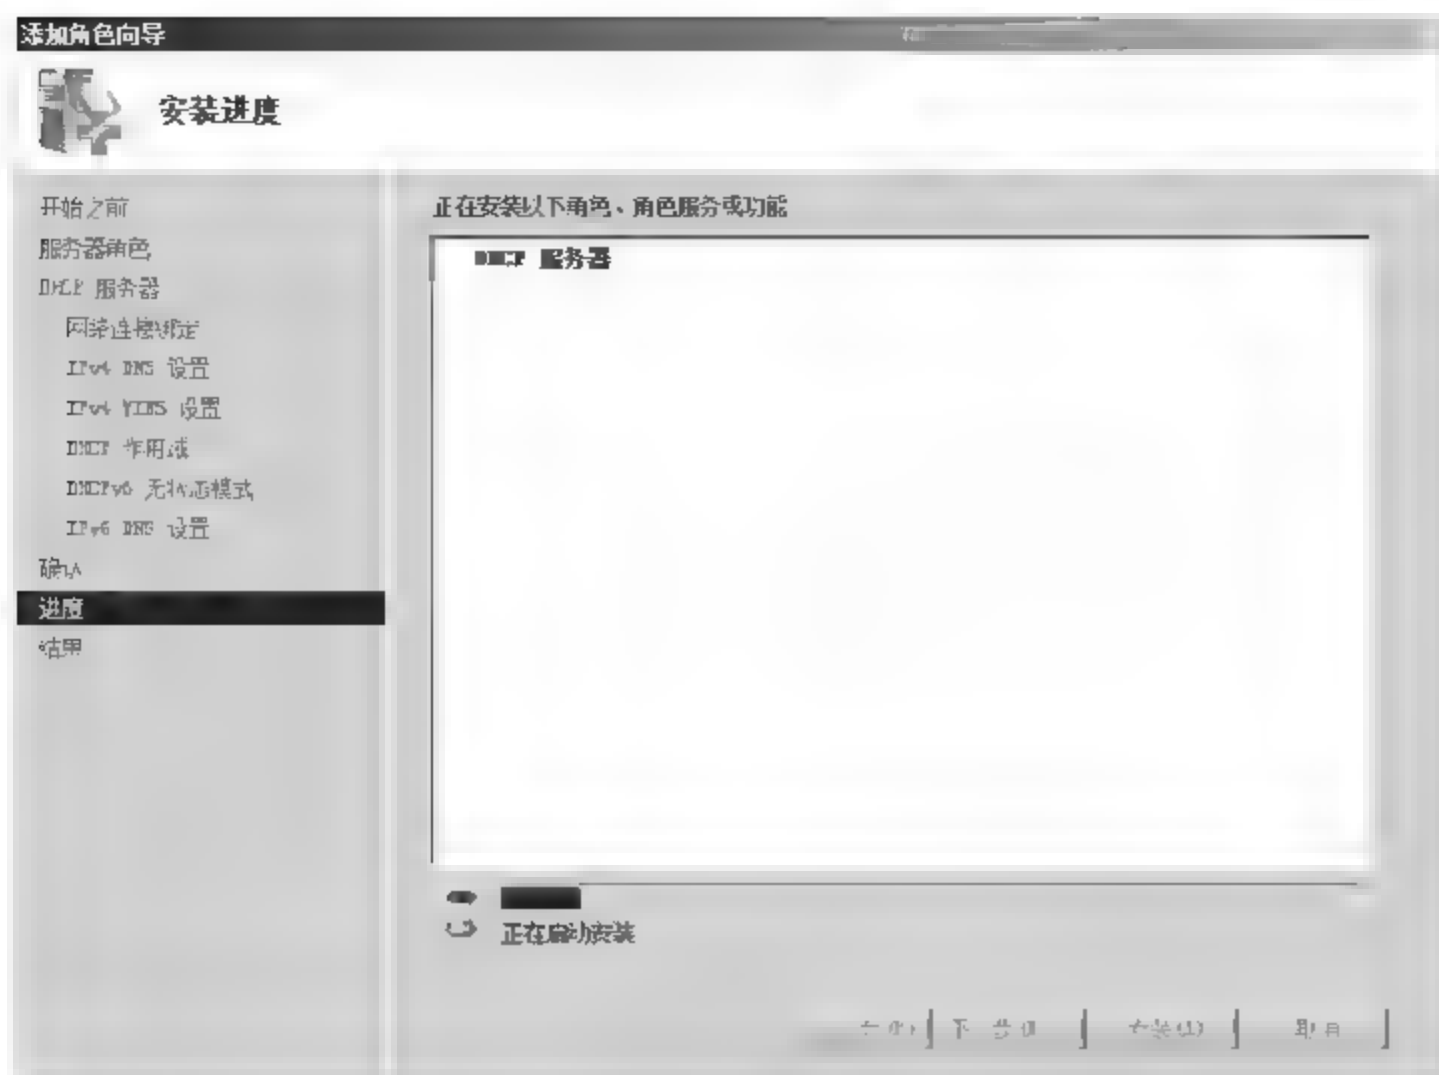 添加角色向导
安装进度
开始之前
服务器角色
DHCP 服务器
网络连接绑定
IPv4 DNS 设置
IPv4 WINS 设置
DHCP 作用域
DHCPv6 无状态模式
IPv6 DNS 设置
确认
进度
结果
正在安装以下角色、角色服务或功能
DHCP 服务器
正在启动安装
安装(I)
取消